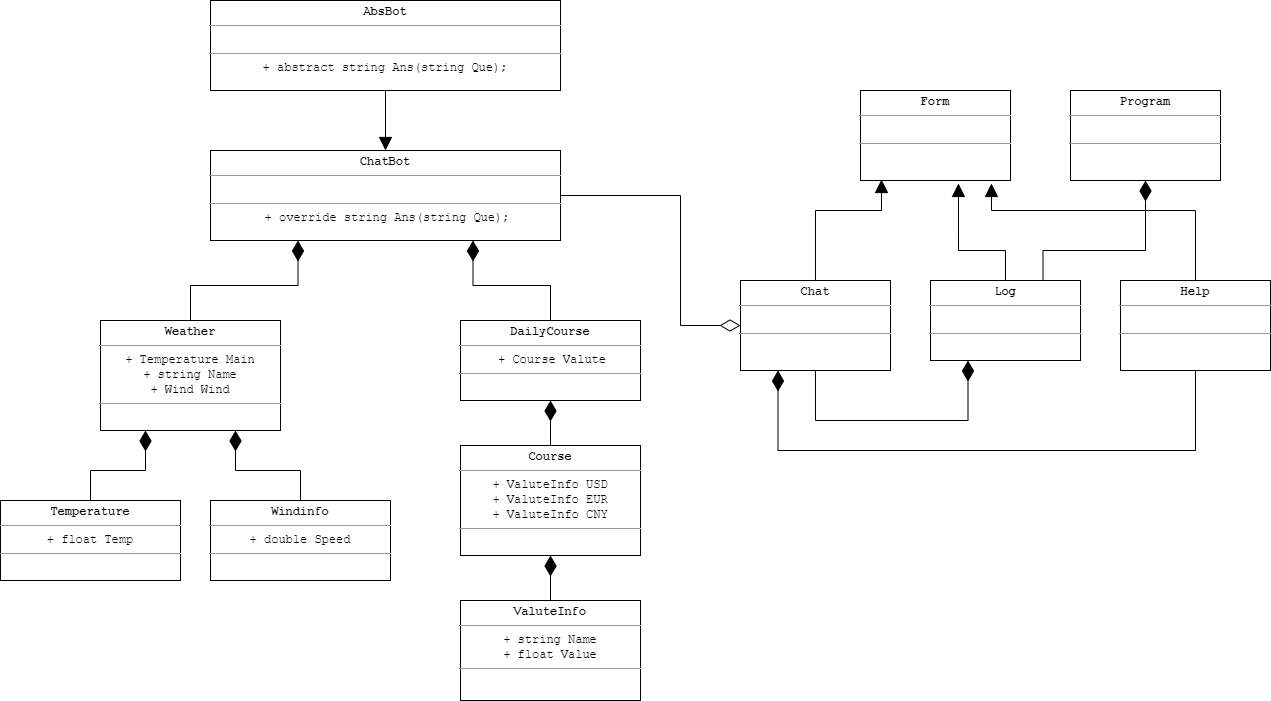 AbsBot
+ abstract string Ans(string Que);
ChatBot
+ override string Ans(string Que);
Weather
+ Temperature Main
+ string Name
+ Wind Wind
Temperature
+ float Temp
Windinfo
+ double Speed
DailyCourse
+ Course Valute
Course
+ ValuteInfo USD
+ ValuteInfo EUR
+ ValuteInfo CNY
ValuteInfo
+ string Name
+ float Value
Form
Program
Chat
Log
Help